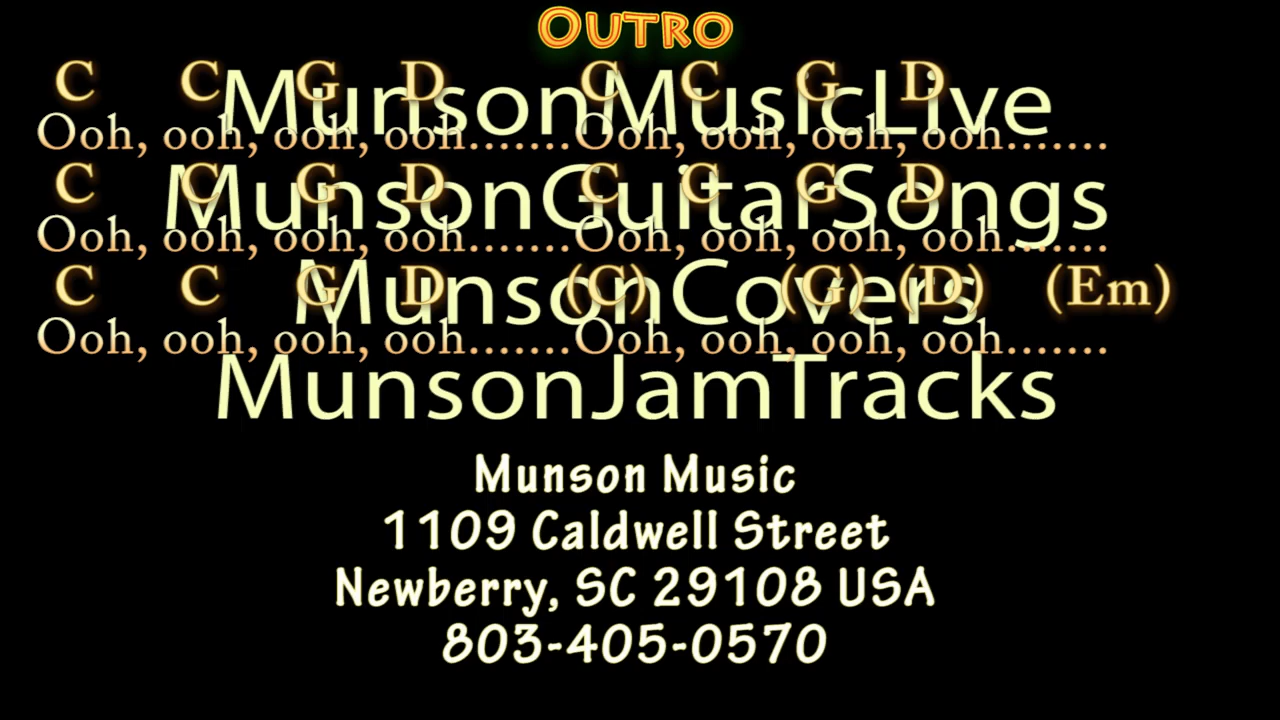 Outro
C C G D C C G D
MunsonMusicLive
Ooh, ooh, ooh, ooh.......Ooh, ooh, ooh, ooh.......
C C G D C C G D
MunsonGuitarSongs
Ooh, ooh, ooh, ooh.......Ooh, ooh, ooh, ooh.......
C C G D (C) (G) (D) (Em)
MunsonCovers
Ooh, ooh, ooh, ooh.......Ooh, ooh, ooh, ooh.......
MunsonJamTracks
Munson Music
1109 Caldwell Street
Newberry, SC 29108 USA
803-405-0570